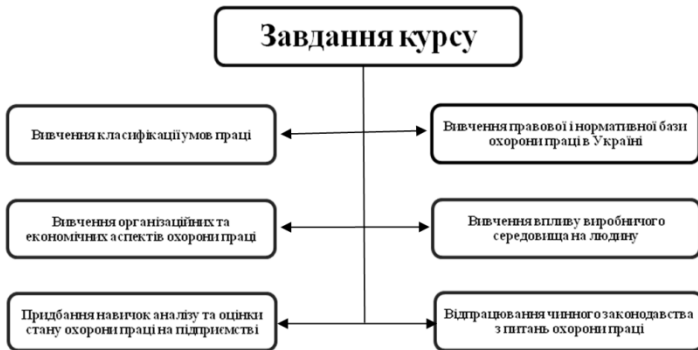 Завдання курсу
Вивчення класифікації умов праці
Вивчення правової і нормативної бази
охорони праці в Україні
Вивчення організаційних та
економічних аспектів охорони праці
Вивчення впливу виробничого
середовища на людину
Придбання навичок аналізу та оцінки
стану охорони праці на підприємстві
Відпрацювання чинного законодавства
з питань охорони праці